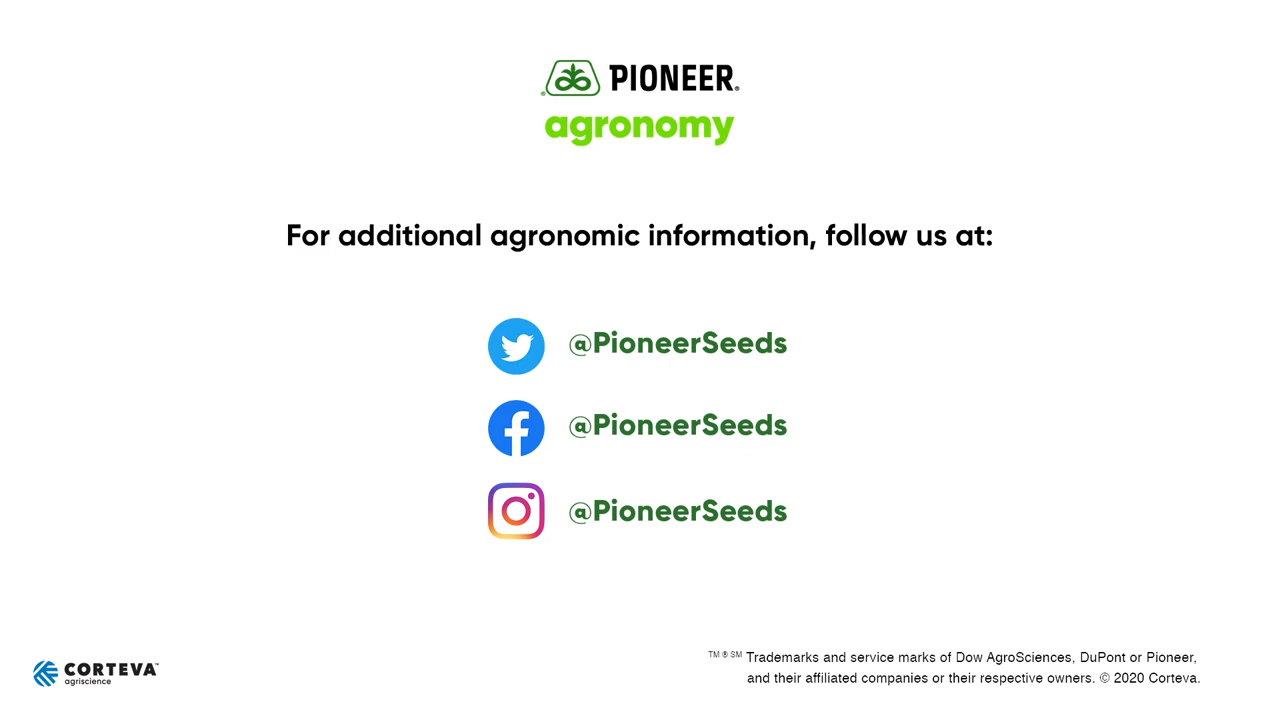 PIONEER®
agronomy
For additional agronomic information, follow us at:
@PioneerSeeds
@PioneerSeeds
@PioneerSeeds
CORTEVA™
agriscience
TM ® SM Trademarks and service marks of Dow AgroSciences, DuPont or Pioneer,
and their affiliated companies or their respective owners. © 2020 Corteva.